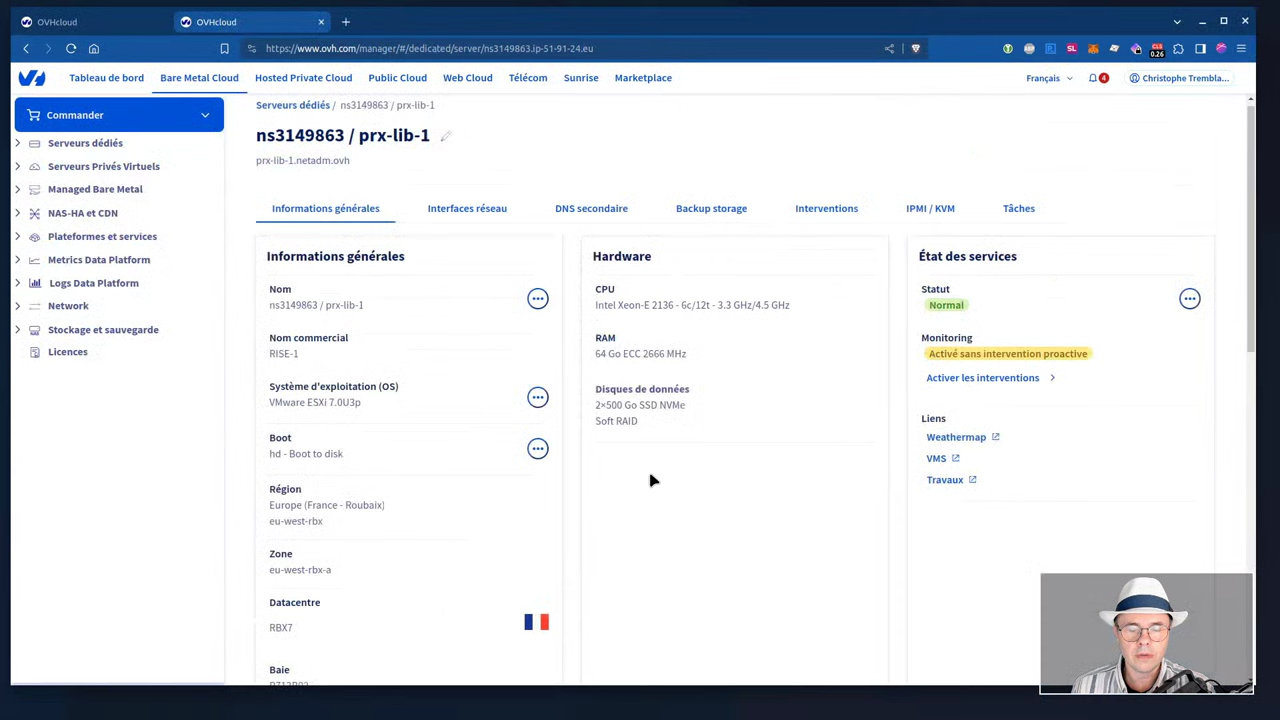 OVHcloud
OVHcloud
https://www.ovh.com/manager/#/dedicated/server/ns3149863.ip-51-91-24.eu
SL
CLS
0.26
Tableau de bord
Bare Metal Cloud
Hosted Private Cloud
Public Cloud
Web Cloud
Télécom
Sunrise
Marketplace
Français
4
Christophe Trembla...
Commander
Serveurs dédiés
Serveurs Privés Virtuels
Managed Bare Metal
NAS-HA et CDN
Plateformes et services
Metrics Data Platform
Logs Data Platform
Network
Stockage et sauvegarde
Licences
Serveurs dédiés / ns3149863 / prx-lib-1
ns3149863 / prx-lib-1
prx-lib-1.netadm.ovh
Informations générales
Interfaces réseau
DNS secondaire
Backup storage
Interventions
IPMI / KVM
Tâches
Informations générales
Nom
ns3149863 / prx-lib-1
Nom commercial
RISE-1
Système d'exploitation (OS)
VMware ESXi 7.0U3p
Boot
hd - Boot to disk
Région
Europe (France - Roubaix)
eu-west-rbx
Zone
eu-west-rbx-a
Datacentre
RBX7
Baie
Hardware
CPU
Intel Xeon-E 2136 - 6c/12t - 3.3 GHz/4.5 GHz
RAM
64 Go ECC 2666 MHz
Disques de données
2×500 Go SSD NVMe
Soft RAID
État des services
Statut
Normal
Monitoring
Activé sans intervention proactive
Activer les interventions
Liens
Weathermap
VMS
Travaux